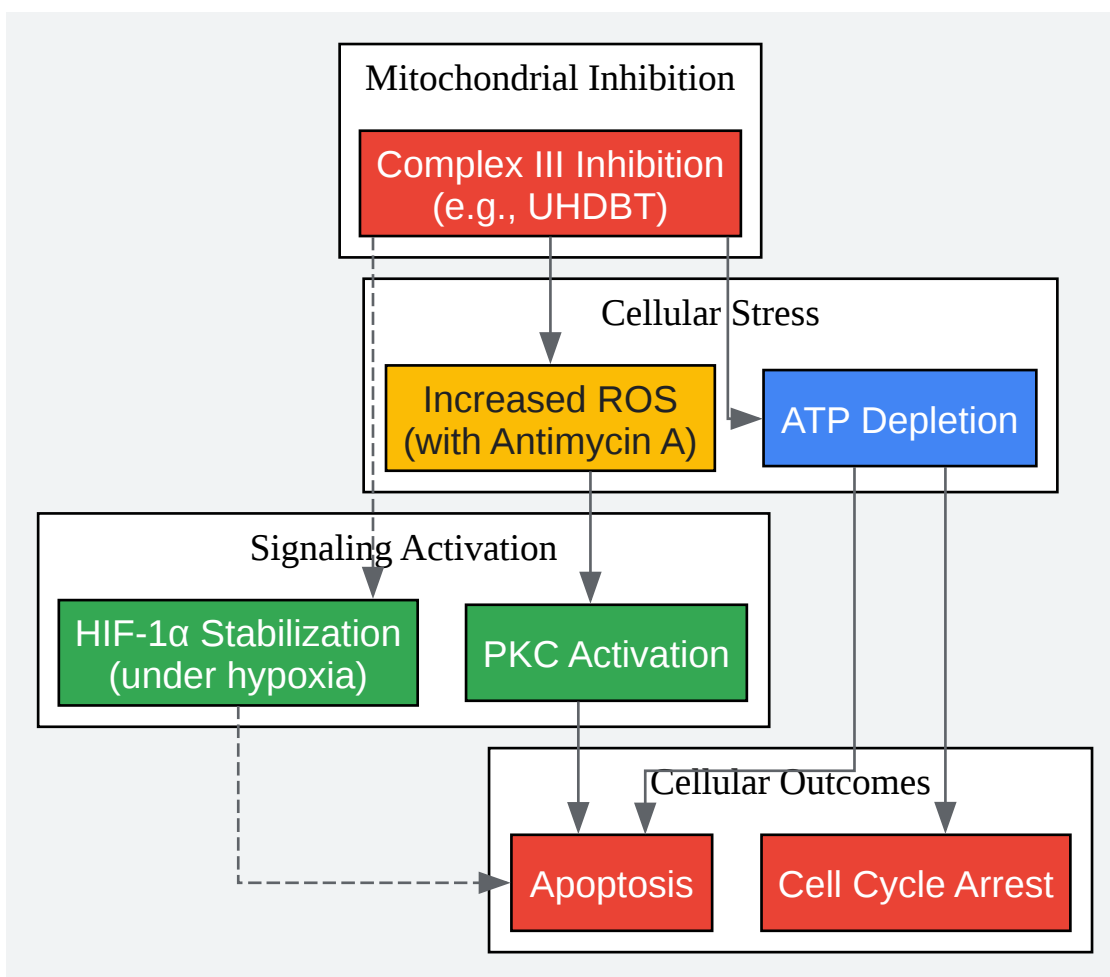 Mitochondrial Inhibition
Complex III Inhibition
(e.g., UHDBT)
Cellular Stress
Increased ROS
(with Antimycin A)
ATP Depletion
Signaling Activation
HIF-1α Stabilization
(under hypoxia)
PKC Activation
Cellular Outcomes
Apoptosis
Cell Cycle Arrest